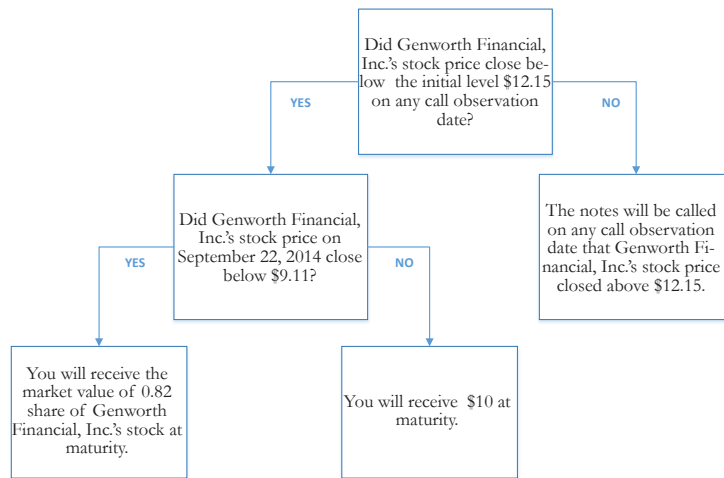 Did Genworth Financial,
Inc.'s stock price close be-
low the initial level $12.15
on any call observation
date?
YES
NO
Did Genworth Financial,
Inc.'s stock price on
September 22, 2014 close
below $9.11?
The notes will be called
on any call observation
date that Genworth Fi-
nancial, Inc.'s stock price
closed above $12.15.
YES
NO
You will receive the
market value of 0.82
share of Genworth
Financial, Inc.'s stock at
maturity.
You will receive $10 at
maturity.